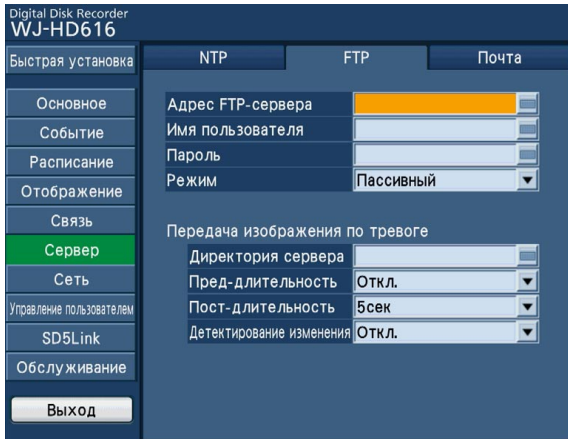 Digital Disk Recorder
WJ-HD616
Быстрая установка
Основное
Событие
Расписание
Отображение
Связь
Сервер
Сеть
Управление пользователем
SD5Link
Обслуживание
Выход
NTP FTP Почта
Адрес FTP-сервера
Имя пользователя
Пароль
Режим Пассивный
Передача изображения по тревоге
Директория сервера
Пред-длительность Откл.
Пост-длительность 5сек
Детектирование изменения Откл.